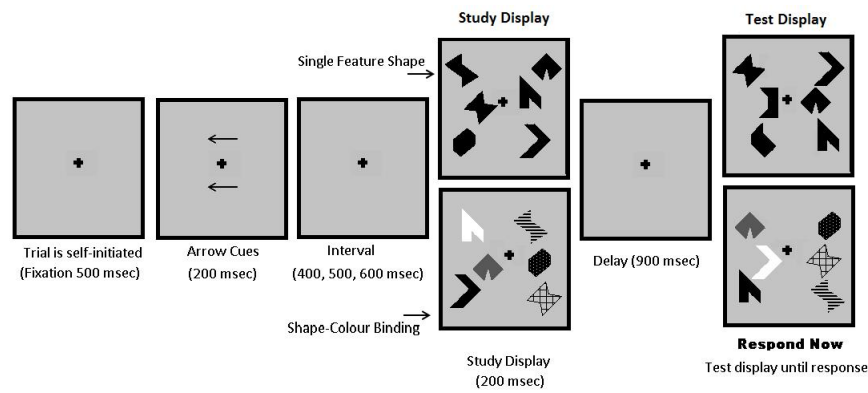 Study Display
Test Display
Single Feature Shape
Trial is self-initiated
(Fixation 500 msec)
Arrow Cues
(200 msec)
Interval
(400, 500, 600 msec)
Delay (900 msec)
Shape-Colour Binding
Study Display
(200 msec)
Respond Now
Test display until response